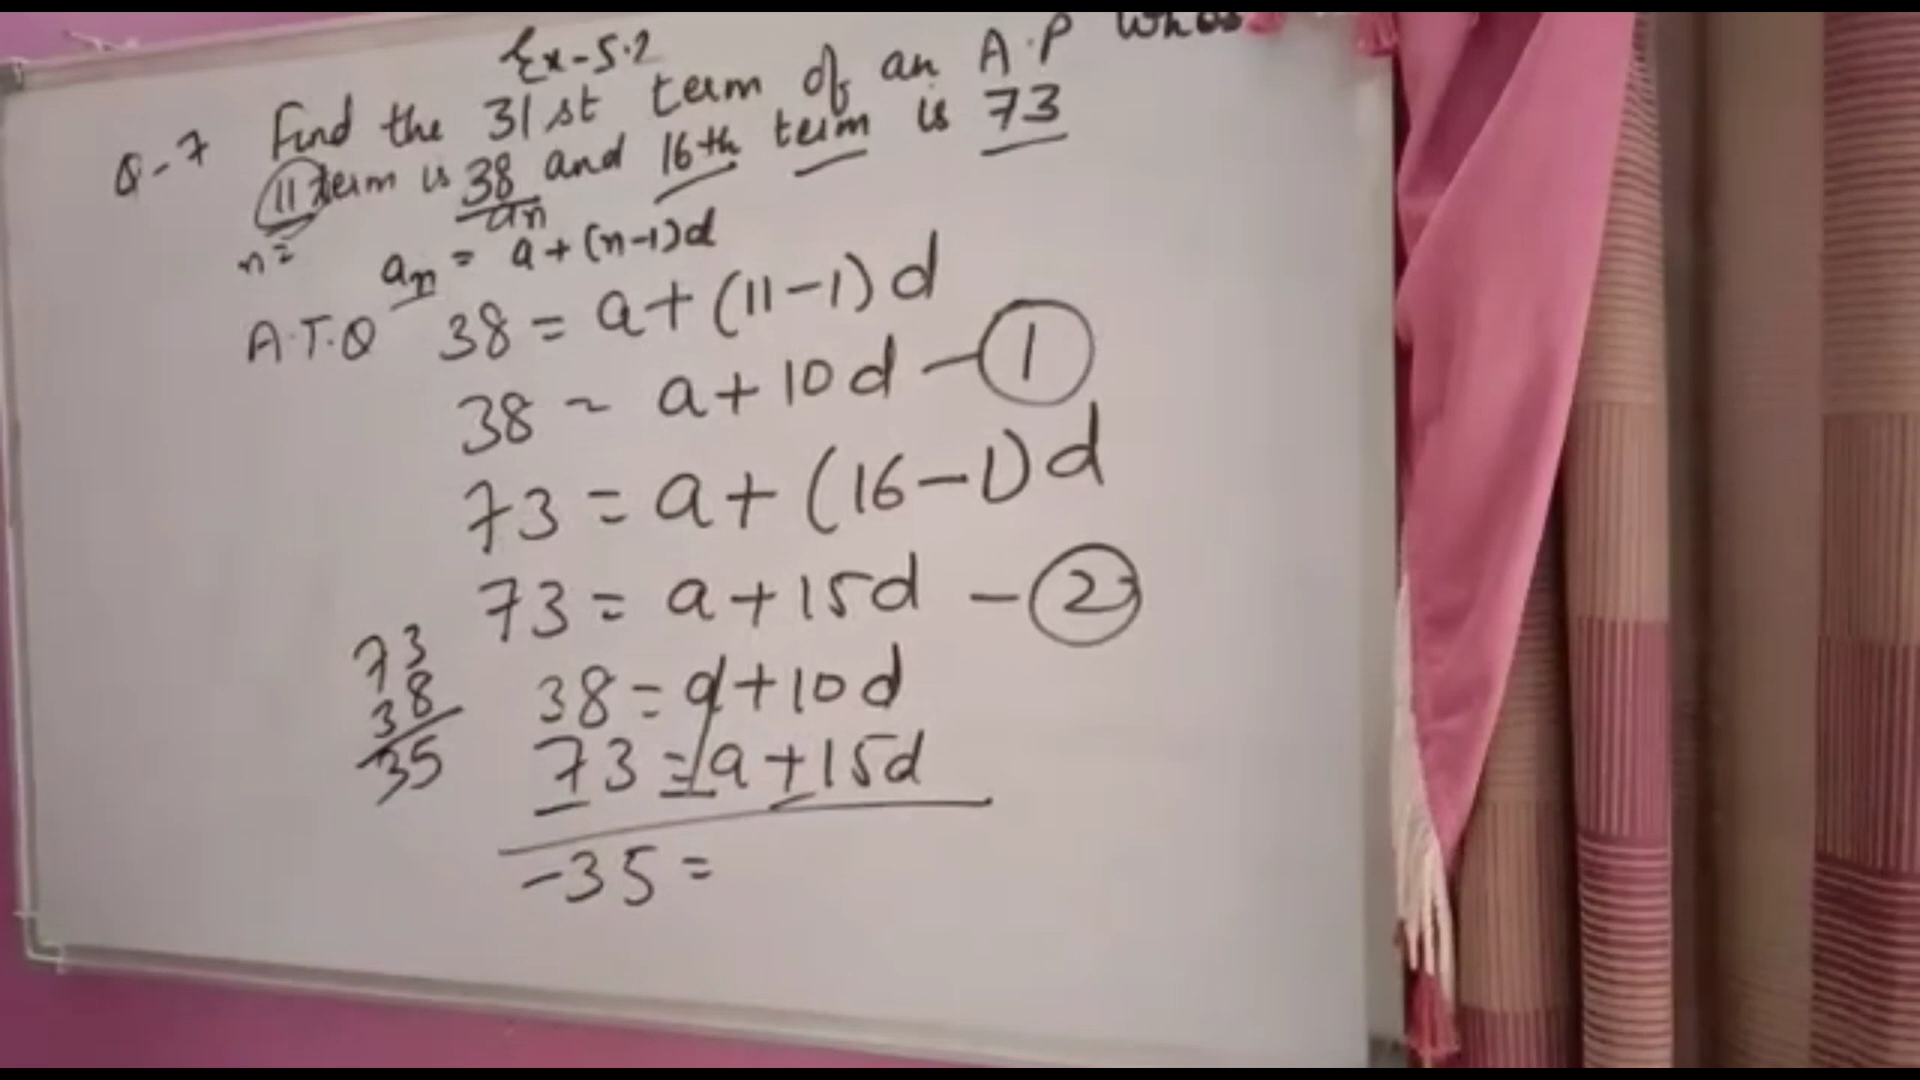 Ex-5.2
Q-7 Find the 31st term of an A.P whose
11 term is 38 and 16th term is 73
n= an
an = a+(n-1)d
A.T.Q 38 = a+(11-1)d
38 = a+10d -1
73 = a+(16-1)d
73 = a+15d -2
73
38
35
38=a+10d
73=a+15d
-35=